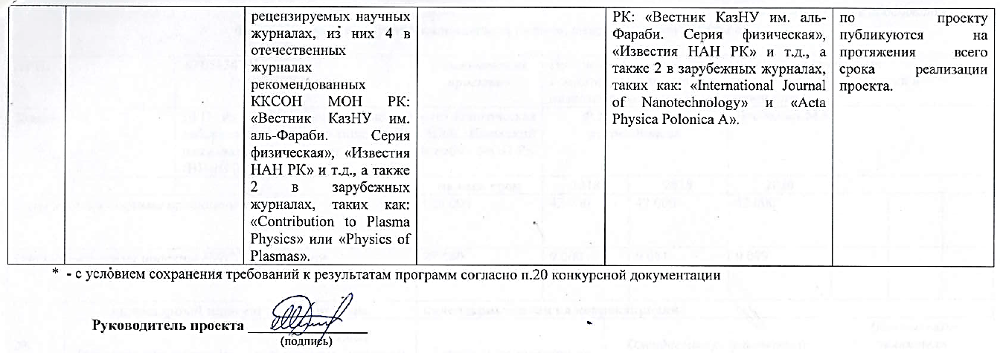 рецензируемых научных
журналах, из них 4 в
отечественных
журналах
рекомендованных
ККСОН МОН РК:
«Вестник КазНУ им.
аль-Фараби. Серия
физическая», «Известия
НАН РК» и т.д., а также
2 в зарубежных
журналах, таких как:
«Contribution to Plasma
Physics» или «Physics of
Plasmas».
РК: «Вестник КазНУ им. аль-
Фараби. Серия физическая»,
«Известия НАН РК» и т.д., а
также 2 в зарубежных журналах,
таких как: «International Journal
of Nanotechnology» и «Acta
Physica Polonica A».
по проекту
публикуются на
протяжения всего
срока реализации
проекта.
* - с условием сохранения требований к результатам программ согласно п.20 конкурсной документации
Руководитель проекта
(подпись)